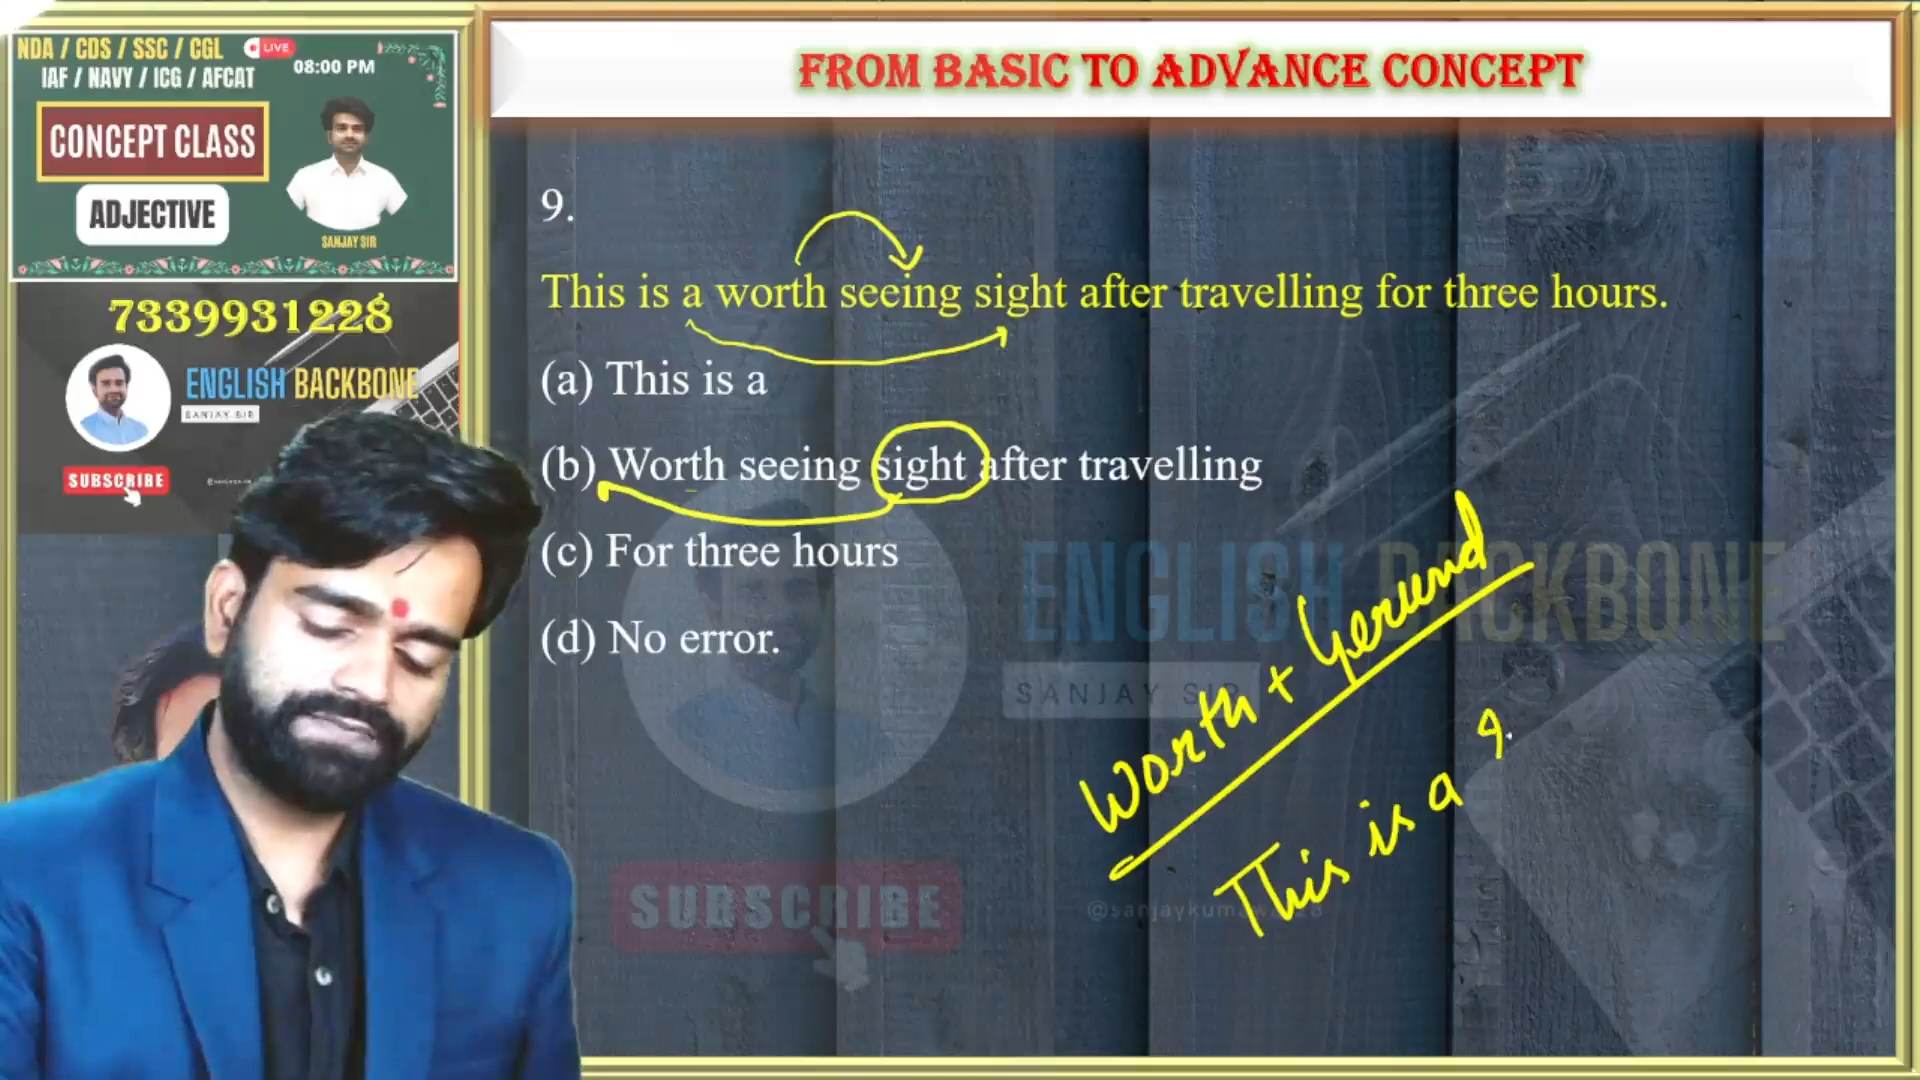 NDA / CDS / SSC / CGL
LIVE
IAF / NAVY / ICG / AFCAT
08:00 PM
CONCEPT CLASS
ADJECTIVE
SANJAY SIR
7339931228
ENGLISH BACKBONE
SANJAY SIR
SUBSCRIBE
FROM BASIC TO ADVANCE CONCEPT
9.
This is a worth seeing sight after travelling for three hours.
(a) This is a
(b) Worth seeing sight after travelling
(c) For three hours
(d) No error.
Worth + Gerund
This is a
ENGLISH BACKBONE
SANJAY SIR
SUBSCRIBE